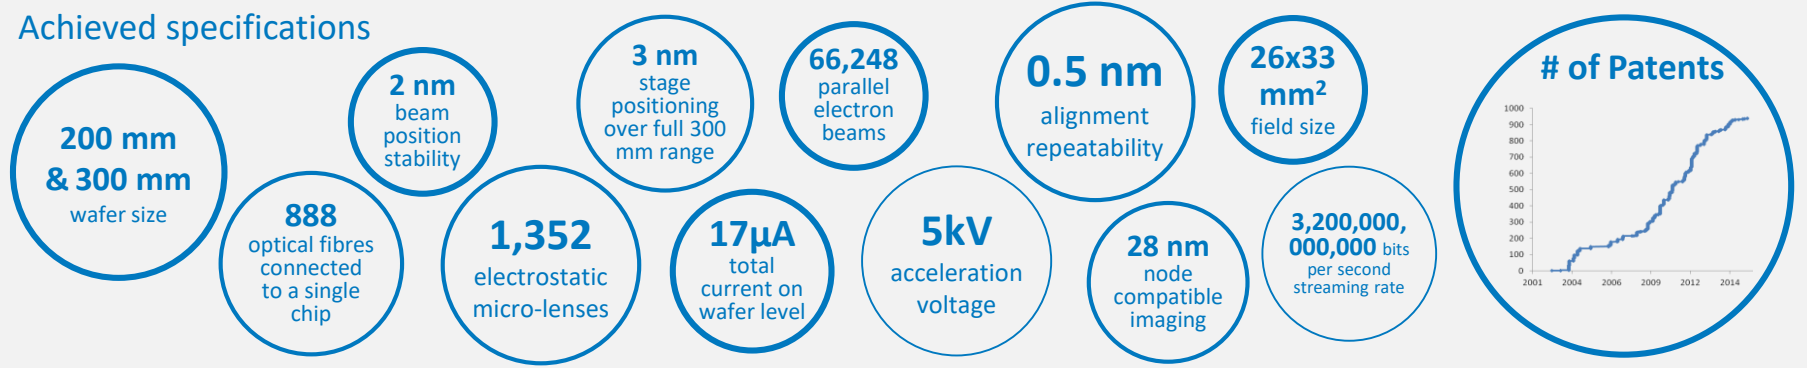 Achieved specifications
200 mm
& 300 mm
wafer size
888
optical fibres
connected
to a single
chip
2 nm
beam
position
stability
1,352
electrostatic
micro-lenses
3 nm
stage
positioning
over full 300
mm range
17µA
total
current on
wafer level
66,248
parallel
electron
beams
5kV
acceleration
voltage
0.5 nm
alignment
repeatability
28 nm
node
compatible
imaging
26x33
mm²
field size
3,200,000,
000,000 bits
per second
streaming rate
# of Patents
1000
900
800
700
600
500
400
300
200
100
0
2001 2004 2006 2009 2012 2014